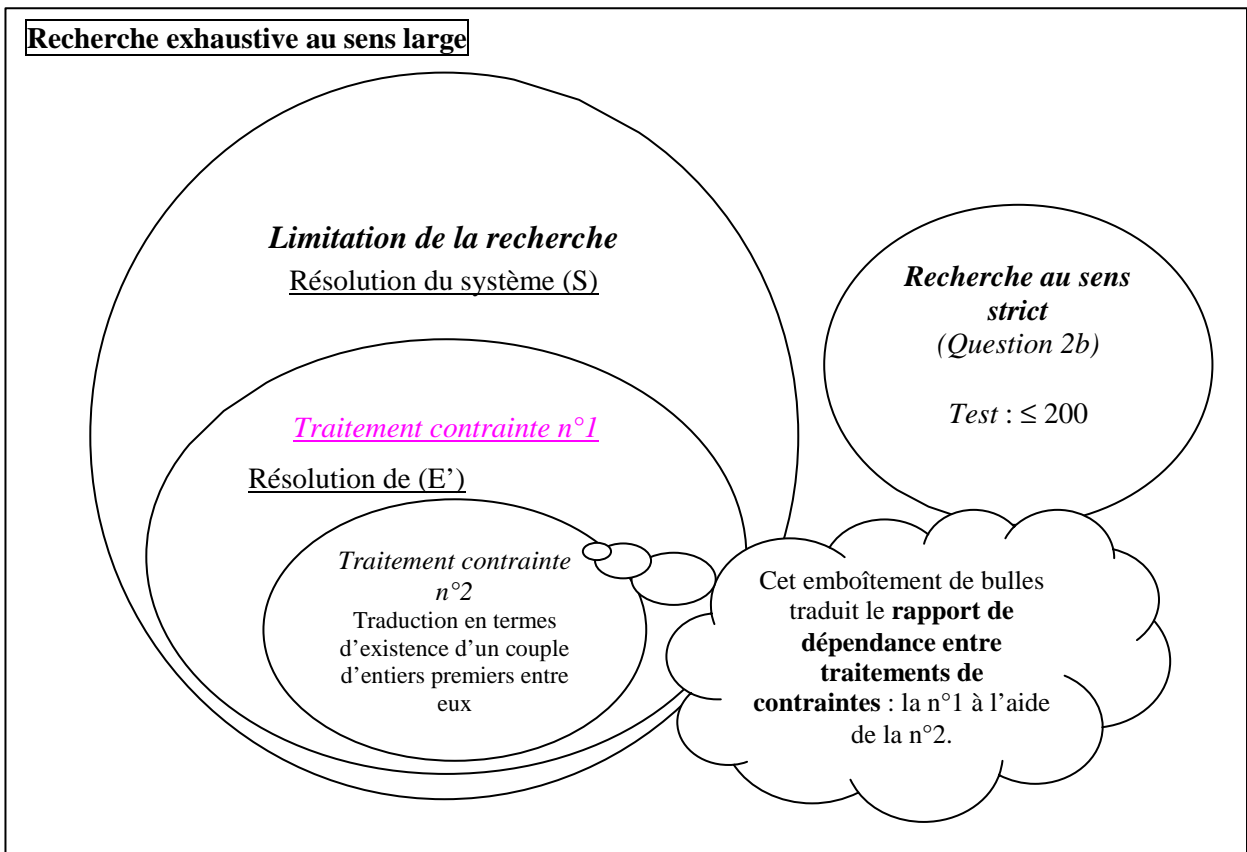 Recherche exhaustive au sens large
Limitation de la recherche
Résolution du système (S)
Traitement contrainte n°1
Résolution de (E’)
Traitement contrainte
n°2
Traduction en termes
d’existence d’un couple
d’entiers premiers entre
eux
Recherche au sens
strict
(Question 2b)
Test : ≤ 200
Cet emboîtement de bulles
traduit le rapport de
dépendance entre
traitements de
contraintes : la n°1 à l’aide
de la n°2.